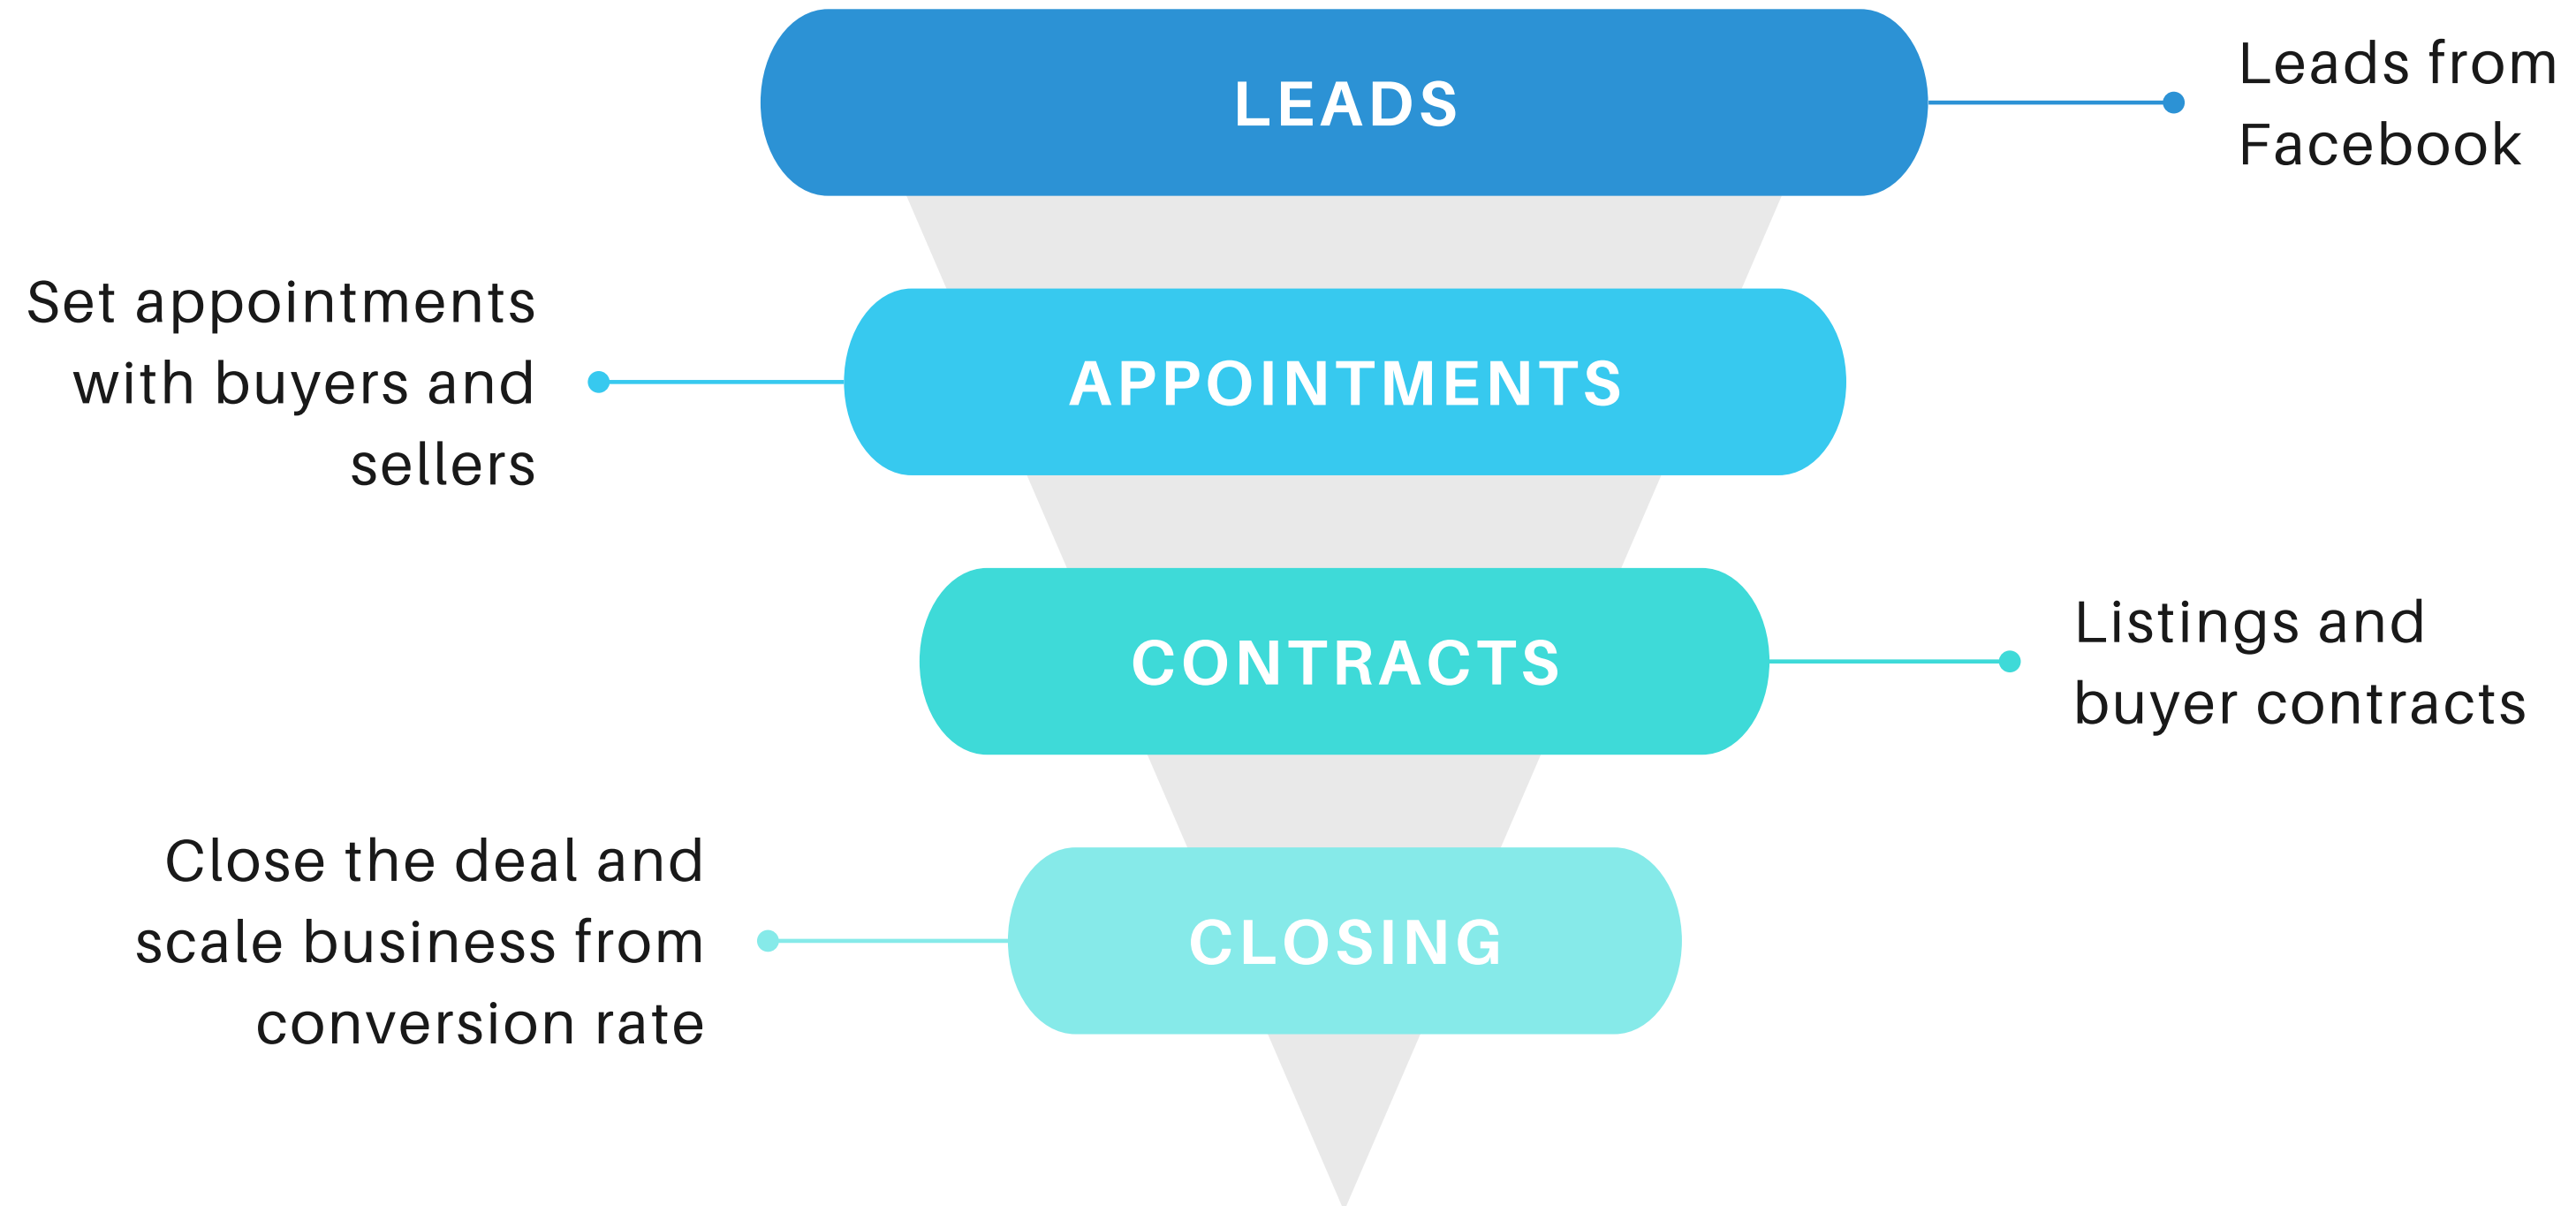 LEADS
Leads from
Facebook
Set appointments
with buyers and
sellers
APPOINTMENTS
CONTRACTS
Listings and
buyer contracts
Close the deal and
scale business from
conversion rate
CLOSING